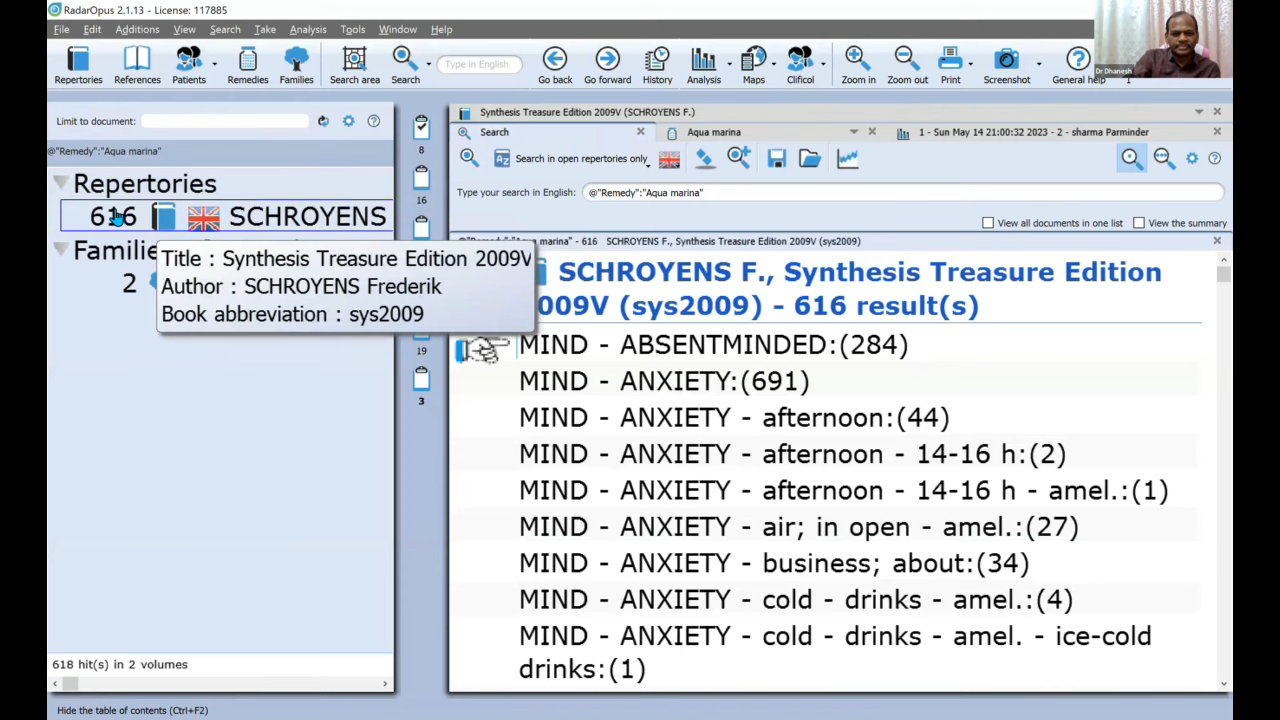 RadarOpus 2.1.13 - License: 117885
File Edit Additions View Search Take Analysis Tools Window Help
Repertories References Patients Remedies Families Search area Search Type in English Go back Go forward History Analysis Maps Clificol Zoom in Zoom out Print Screenshot General help 1
Dr Dhanesh
Limit to document:
@"Remedy":"Aqua marina"
Repertories
616 SCHROYENS
Familie
2
Title : Synthesis Treasure Edition 2009V
Author : SCHROYENS Frederik
Book abbreviation : sys2009
618 hit(s) in 2 volumes
Hide the table of contents (Ctrl+F2)
8
16
19
3
Synthesis Treasure Edition 2009V (SCHROYENS F.)
Search Aqua marina 1 - Sun May 14 21:00:32 2023 - 2 - sharma Parminder
Search in open repertories only
Type your search in English: @"Remedy":"Aqua marina"
View all documents in one list View the summary
marina" - 616 SCHROYENS F., Synthesis Treasure Edition 2009V (sys2009)
SCHROYENS F., Synthesis Treasure Edition
009V (sys2009) - 616 result(s)
MIND - ABSENTMINDED:(284)
MIND - ANXIETY:(691)
MIND - ANXIETY - afternoon:(44)
MIND - ANXIETY - afternoon - 14-16 h:(2)
MIND - ANXIETY - afternoon - 14-16 h - amel.:(1)
MIND - ANXIETY - air; in open - amel.:(27)
MIND - ANXIETY - business; about:(34)
MIND - ANXIETY - cold - drinks - amel.:(4)
MIND - ANXIETY - cold - drinks - amel. - ice-cold
drinks:(1)